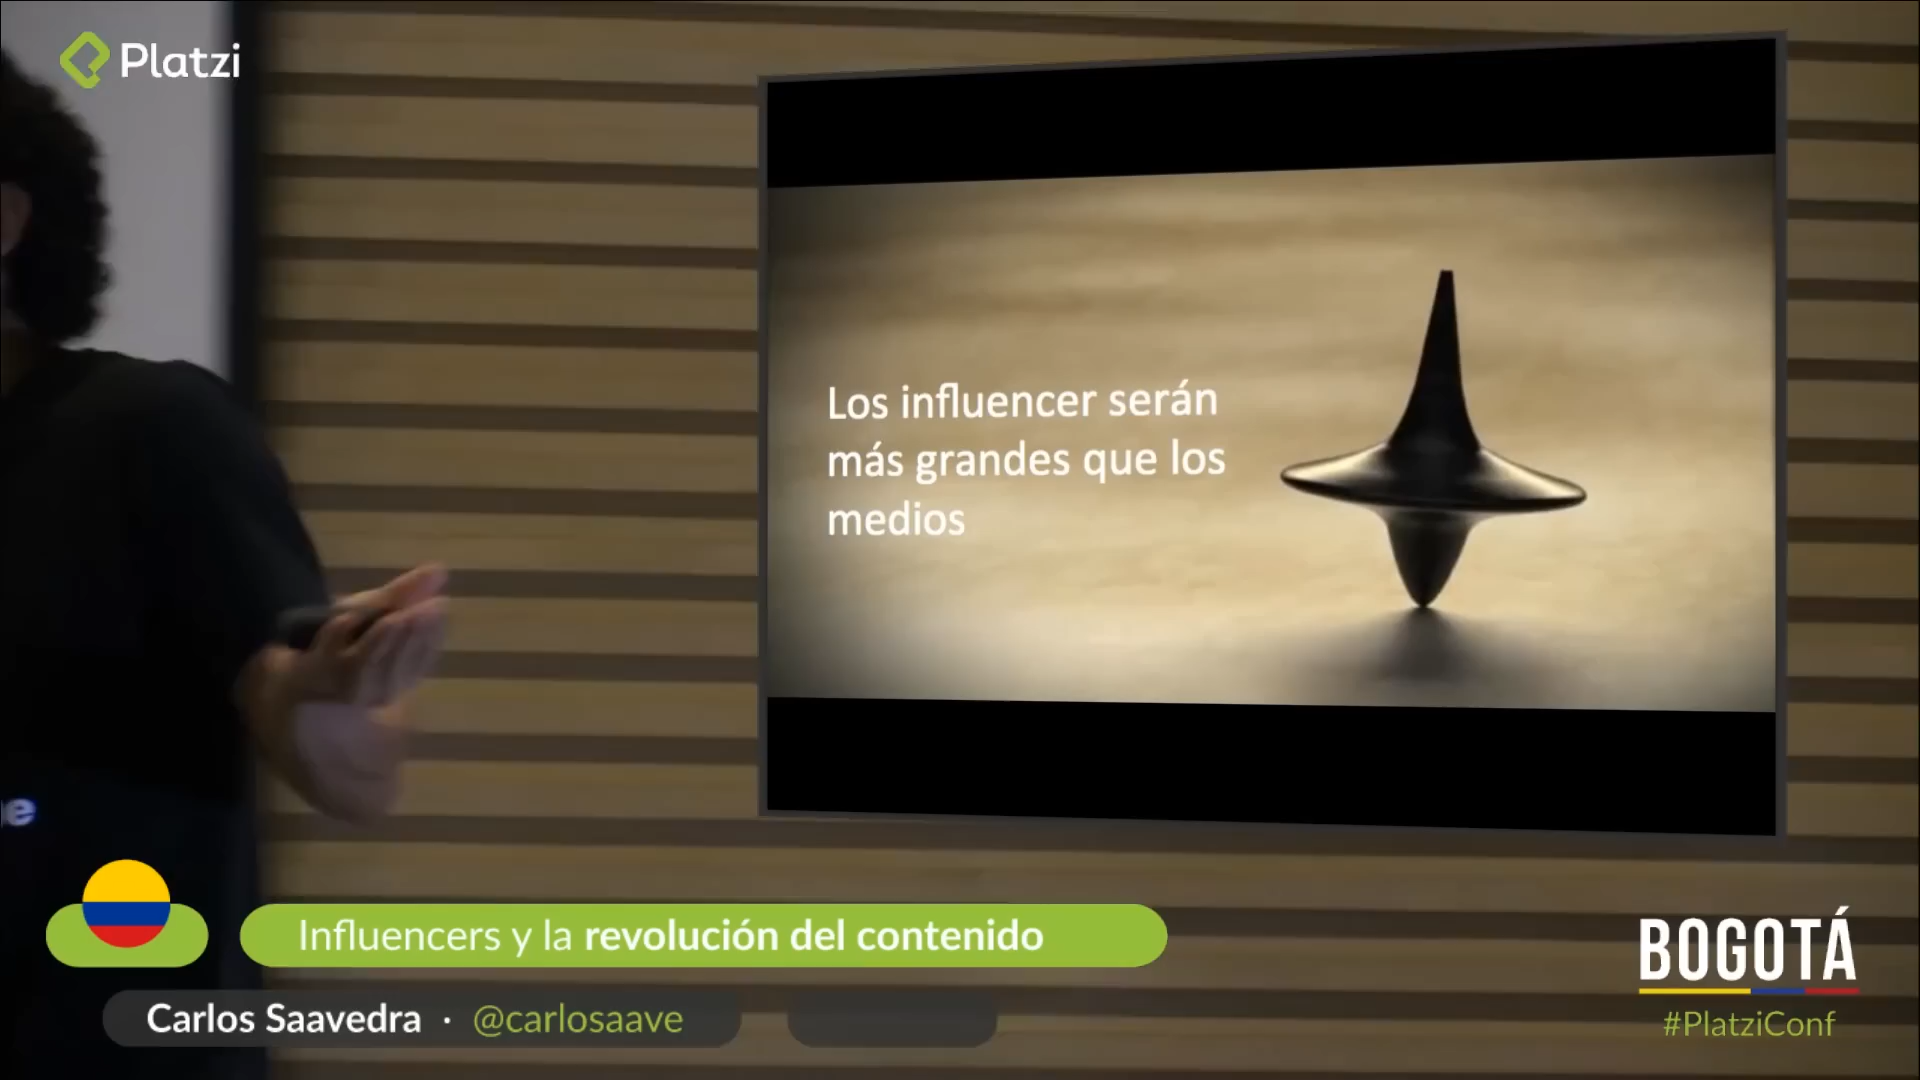 Platzi
Los influencer serán
más grandes que los
medios
Influencers y la revolución del contenido
Carlos Saavedra · @carlosaave
BOGOTÁ
#PlatziConf